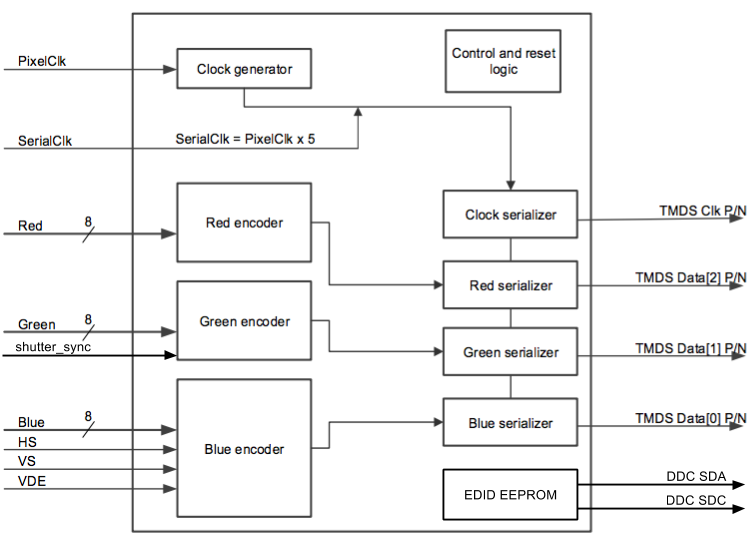 PixelClk
Clock generator
Control and reset
logic
SerialClk
SerialClk = PixelClk x 5
Red
8
Red encoder
Clock serializer
TMDS Clk P/N
Red serializer
TMDS Data[2] P/N
Green
8
shutter_sync
Green encoder
Green serializer
TMDS Data[1] P/N
Blue
8
HS
VS
VDE
Blue encoder
Blue serializer
TMDS Data[0] P/N
EDID EEPROM
DDC SDA
DDC SDC